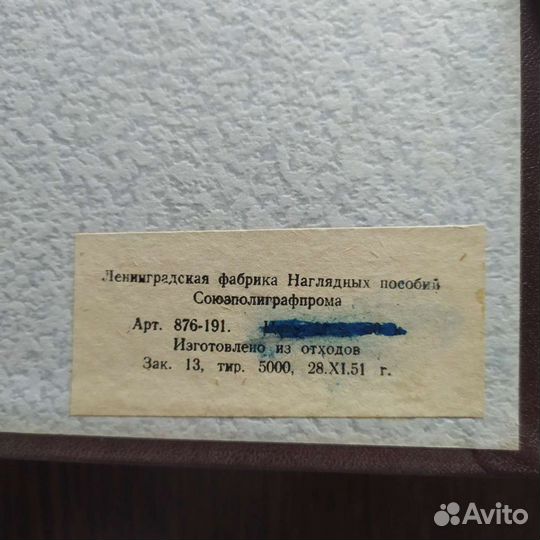 Ленинградская фабрика Наглядных пособий
Союзполиграфпрома
Арт. 876-191.
Изготовлено из отходов
Зак. 13, тир. 5000, 28.XI.51 г.
Avito